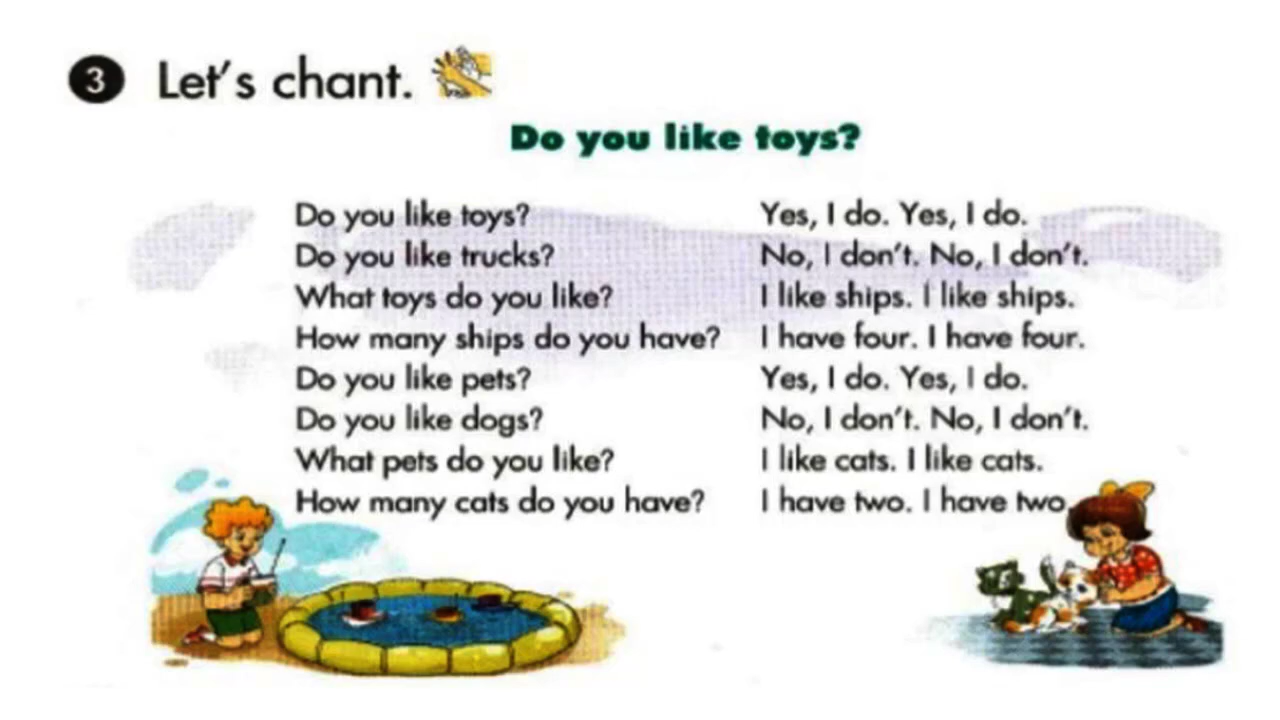 3 Let's chant.
Do you like toys?
Do you like toys? Yes, I do. Yes, I do.
Do you like trucks? No, I don't. No, I don't.
What toys do you like? I like ships. I like ships.
How many ships do you have? I have four. I have four.
Do you like pets? Yes, I do. Yes, I do.
Do you like dogs? No, I don't. No, I don't.
What pets do you like? I like cats. I like cats.
How many cats do you have? I have two. I have two.